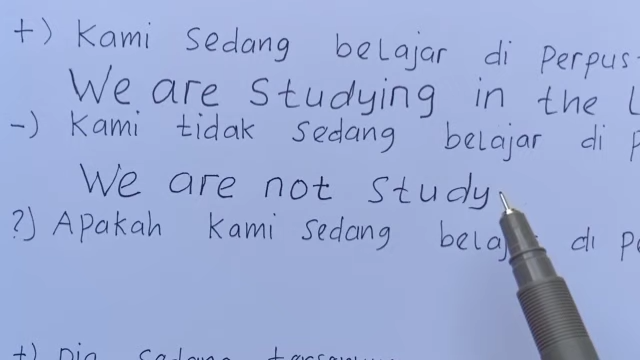 +) Kami sedang belajar di Perpus
We are studying in the L
-) Kami tidak sedang belajar di P
We are not study
?) Apakah Kami sedang di Pe
+) Dia sedang